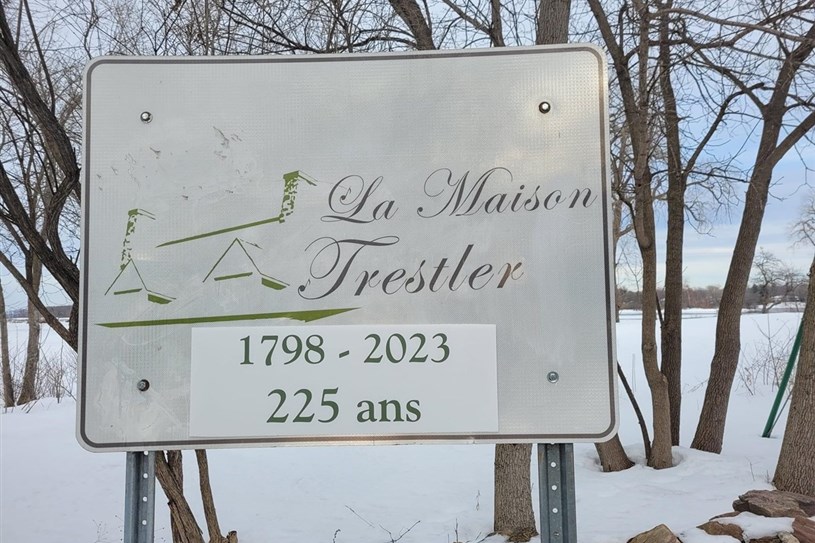 La Maison
Trestler
1798 - 2023
225 ans